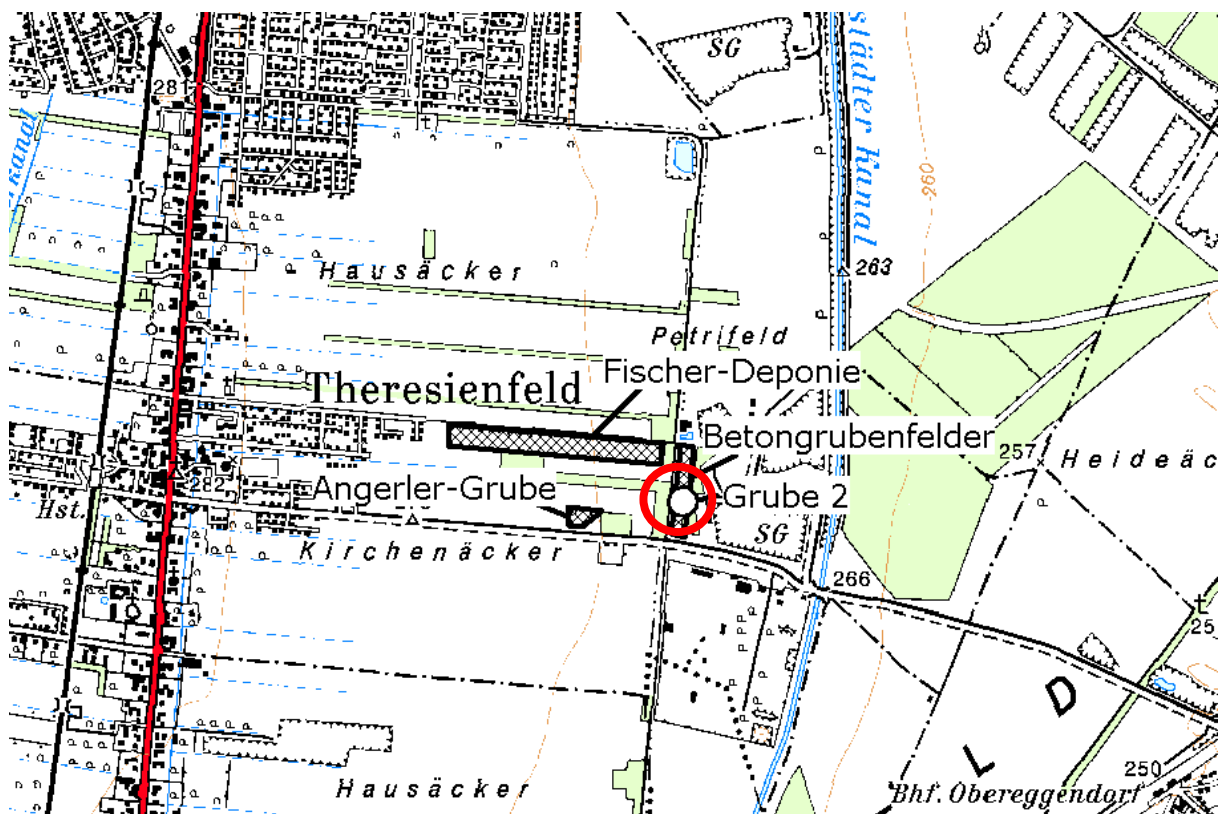 SG
städter Kanal
281
kanal
260
263
Hausäcker
Petrifeld
Fischer-Deponie
Theresienfeld
Betongrubenfelder
257
Heideäc
282
Angerler-Grube
Grube 2
Hst.
SG
Kirchenäcker
266
25
D
L
250
Hausäcker
Bhf. Obereggendorf